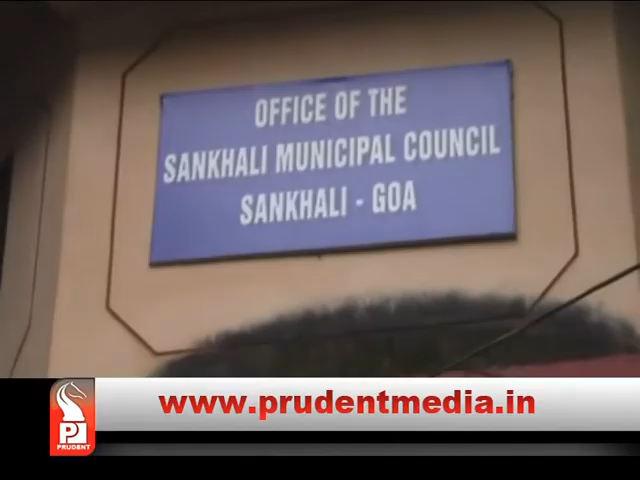 OFFICE OF THE
SANKHALI MUNICIPAL COUNCIL
SANKHALI - GOA
www.prudentmedia.in
P
PRUDENT